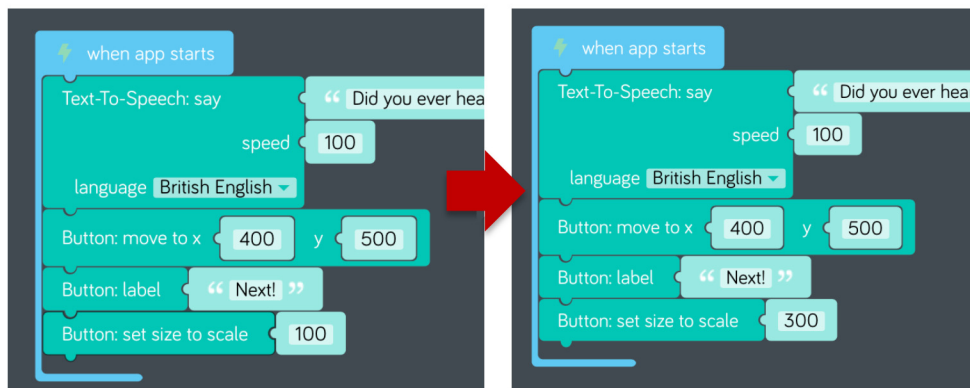 when app starts
Text-To-Speech: say “ Did you ever hea
speed 100
language British English
Button: move to x 400 y 500
Button: label “ Next! ”
Button: set size to scale 100
when app starts
Text-To-Speech: say “ Did you ever hea
speed 100
language British English
Button: move to x 400 y 500
Button: label “ Next! ”
Button: set size to scale 300